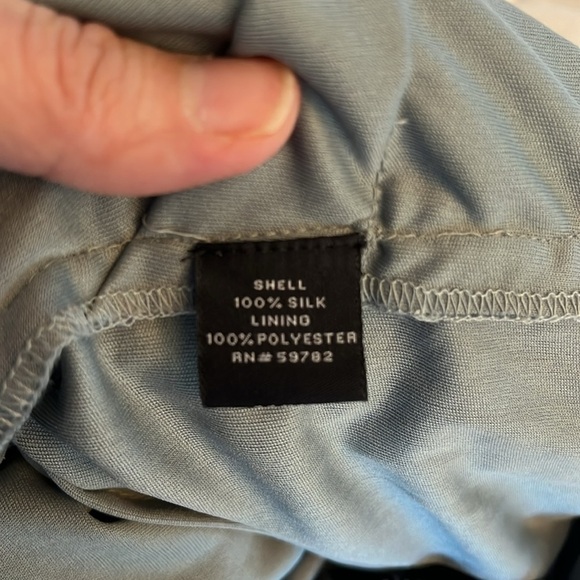 SHELL
100% SILK
LINING
100% POLYESTER
RN# 59782